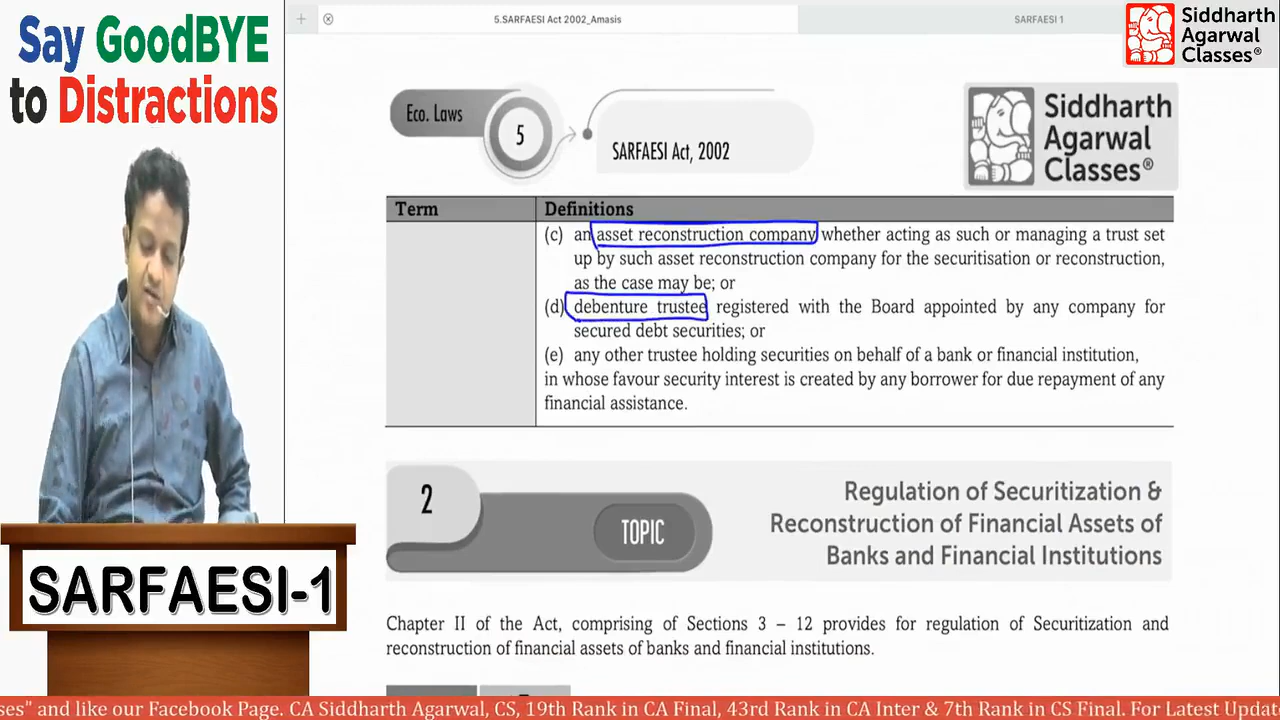 Say GoodBYE
to Distractions
5.SARFAESI Act 2002_Amasis
SARFAESI 1
Siddharth
Agarwal
Classes®
Eco. Laws
5
SARFAESI Act, 2002
Siddharth
Agarwal
Classes®
Term
Definitions
(c) an asset reconstruction company whether acting as such or managing a trust set
up by such asset reconstruction company for the securitisation or reconstruction,
as the case may be; or
(d) debenture trustee registered with the Board appointed by any company for
secured debt securities; or
(e) any other trustee holding securities on behalf of a bank or financial institution,
in whose favour security interest is created by any borrower for due repayment of any
financial assistance.
2
TOPIC
Regulation of Securitization &
Reconstruction of Financial Assets of
Banks and Financial Institutions
Chapter II of the Act, comprising of Sections 3 – 12 provides for regulation of Securitization and
reconstruction of financial assets of banks and financial institutions.
SARFAESI-1
ses" and like our Facebook Page. CA Siddharth Agarwal, CS, 19th Rank in CA Final, 43rd Rank in CA Inter & 7th Rank in CS Final. For Latest Update